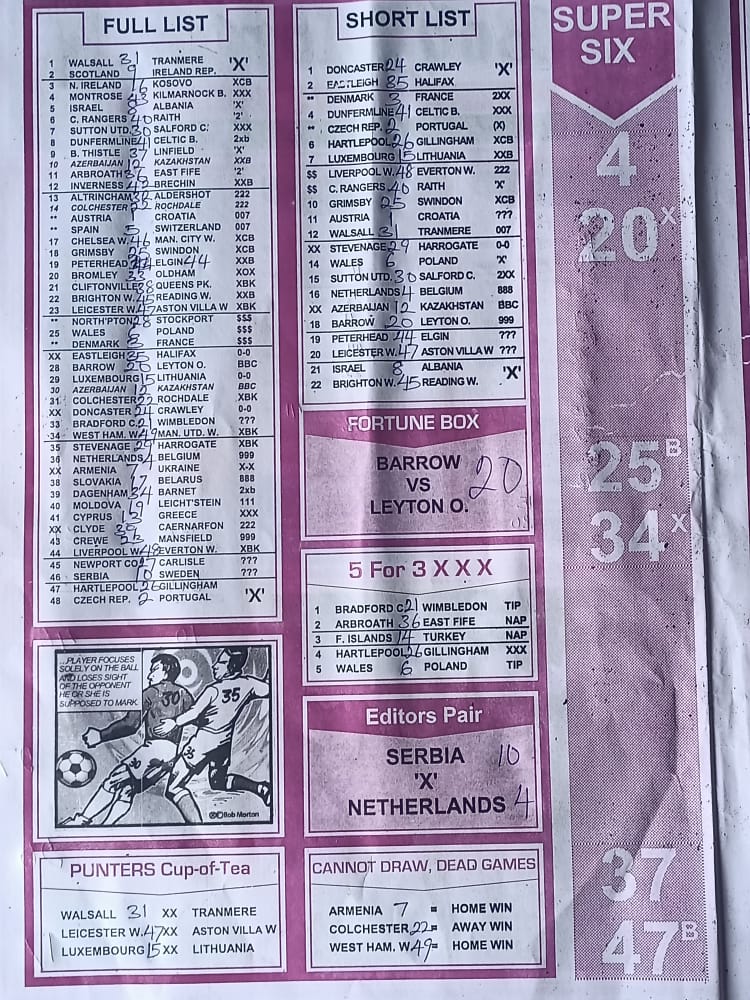 FULL LIST
1 WALSALL 31 TRANMERE 'X'
2 SCOTLAND 9 IRELAND REP.
3 N. IRELAND 16 KOSOVO XCB
4 MONTROSE 43 KILMARNOCK B. XXX
5 ISRAEL 8 ALBANIA 'X'
6 C. RANGERS 40 RAITH '2'
7 SUTTON UTD. 30 SALFORD C. XXX
8 DUNFERMLINE 41 CELTIC B. 2xb
9 B. THISTLE 37 LINFIELD 'X'
10 AZERBAIJAN 12 KAZAKHSTAN XXB
11 ARBROATH 36 EAST FIFE '2'
12 INVERNESS 42 BRECHIN XXB
13 ALTRINCHAM ALDERSHOT 222
14 COLCHESTER 22 ROCHDALE 222
** AUSTRIA 1 CROATIA 007
** SPAIN 5 SWITZERLAND 007
17 CHELSEA W. 46 MAN. CITY W. XCB
18 GRIMSBY 25 SWINDON XCB
19 PETERHEAD ELGIN 44 XXB
20 BROMLEY 33 OLDHAM XOX
21 CLIFTONVILLE 38 QUEENS PK. XBK
22 BRIGHTON W. 45 READING W. XXB
23 LEICESTER W. 47 ASTON VILLA W XBK
** NORTH'PTON 28 STOCKPORT $$$
25 WALES 6 POLAND $$$
** DENMARK 3 FRANCE $$$
XX EASTLEIGH 35 HALIFAX 0-0
28 BARROW 20 LEYTON O. BBC
29 LUXEMBOURG 15 LITHUANIA 0-0
30 AZERBAIJAN 12 KAZAKHSTAN BBC
31 COLCHESTER 22 ROCHDALE XBK
XX DONCASTER 24 CRAWLEY 0-0
33 BRADFORD C. 21 WIMBLEDON ???
34 WEST HAM. W 49 MAN. UTD. W XBK
35 STEVENAGE 29 HARROGATE XBK
36 NETHERLANDS 4 BELGIUM 999
XX ARMENIA 7 UKRAINE X-X
38 SLOVAKIA 17 BELARUS 888
39 DAGENHAM 34 BARNET 2xb
40 MOLDOVA 19 LEICHT'STEIN 111
41 CYPRUS 13 GREECE XXX
XX CLYDE CAERNARFON 222
43 CREWE 23 MANSFIELD 999
44 LIVERPOOL W 48 EVERTON W. XBK
45 NEWPORT CO 27 CARLISLE ???
46 SERBIA 10 SWEDEN ???
47 HARTLEPOOL 26 GILLINGHAM
48 CZECH REP. 2 PORTUGAL 'X'
...PLAYER FOCUSES
SOLELY ON THE BALL
AND LOSES SIGHT
OF THE OPPONENT
HE OR SHE IS
SUPPOSED TO MARK.
30
35
30
35
©Bob Morton
PUNTERS Cup-of-Tea
WALSALL 31 XX TRANMERE
LEICESTER W. 47 XX ASTON VILLA W
LUXEMBOURG 15 XX LITHUANIA
SHORT LIST
1 DONCASTER 24 CRAWLEY 'X'
2 EASTLEIGH 35 HALIFAX
** DENMARK 3 FRANCE 2XX
4 DUNFERMLINE 41 CELTIC B. XXX
** CZECH REP. 2 PORTUGAL (X)
6 HARTLEPOOL 26 GILLINGHAM XCB
7 LUXEMBOURG 15 LITHUANIA XXB
$$ LIVERPOOL W. 48 EVERTON W. 222
$$ C. RANGERS 40 RAITH 'X'
10 GRIMSBY 25 SWINDON XCB
11 AUSTRIA 1 CROATIA ???
12 WALSALL 31 TRANMERE 007
XX STEVENAGE 29 HARROGATE 0-0
14 WALES 6 POLAND 'X'
15 SUTTON UTD. 30 SALFORD C. 2XX
16 NETHERLANDS 4 BELGIUM 888
XX AZERBAIJAN 12 KAZAKHSTAN BBC
18 BARROW 20 LEYTON O. 999
19 PETERHEAD 44 ELGIN ???
20 LEICESTER W. 47 ASTON VILLA W ???
21 ISRAEL 8 ALBANIA 'X'
22 BRIGHTON W. 45 READING W.
FORTUNE BOX
BARROW 20
VS
LEYTON O.
5 For 3 X X X
1 BRADFORD C. 21 WIMBLEDON TIP
2 ARBROATH 36 EAST FIFE NAP
3 F. ISLANDS 14 TURKEY NAP
4 HARTLEPOOL 26 GILLINGHAM XXX
5 WALES 6 POLAND TIP
Editors Pair
SERBIA 10
'X'
NETHERLANDS 4
CANNOT DRAW, DEAD GAMES
ARMENIA 7 = HOME WIN
COLCHESTER 22 = AWAY WIN
WEST HAM. W 49 = HOME WIN
SUPER
SIX
4
20X
25B
34X
37
47B